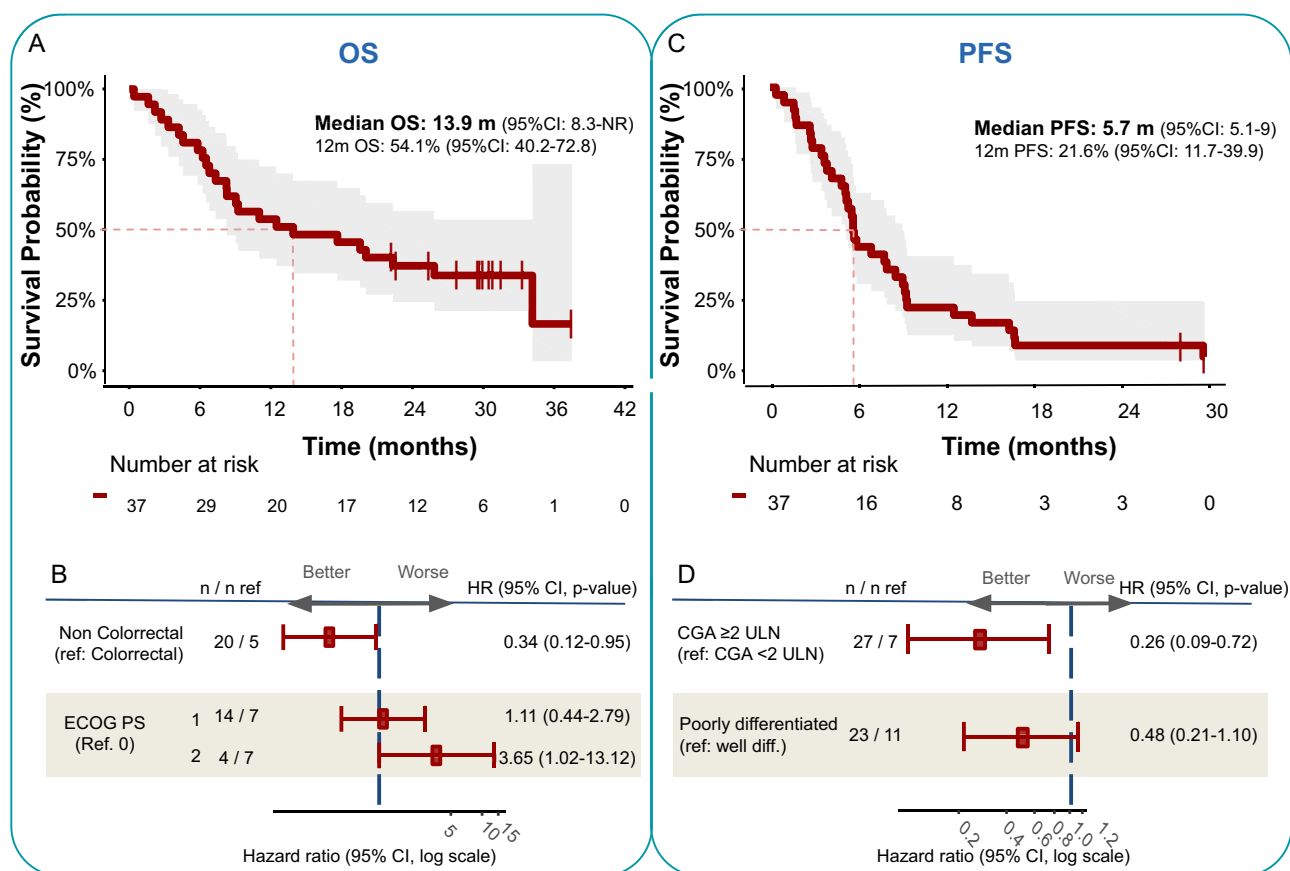 A
OS
Survival Probability (%)
100%
75%
50%
25%
0%
Median OS: 13.9 m (95%CI: 8.3-NR)
12m OS: 54.1% (95%CI: 40.2-72.8)
0 6 12 18 24 30 36 42
Time (months)
Number at risk
37 29 20 17 12 6 1 0
C
PFS
Survival Probability (%)
100%
75%
50%
25%
0%
Median PFS: 5.7 m (95%CI: 5.1-9)
12m PFS: 21.6% (95%CI: 11.7-39.9)
0 6 12 18 24 30
Time (months)
Number at risk
37 16 8 3 3 0
B
n / n ref Better Worse HR (95% CI, p-value)
Non Colorrectal
(ref: Colorrectal)
20 / 5 0.34 (0.12-0.95)
ECOG PS
(Ref. 0)
1 14 / 7 1.11 (0.44-2.79)
2 4 / 7 3.65 (1.02-13.12)
5 10 15
Hazard ratio (95% CI, log scale)
D
n / n ref Better Worse HR (95% CI, p-value)
CGA ≥2 ULN
(ref: CGA <2 ULN)
27 / 7 0.26 (0.09-0.72)
Poorly differentiated
(ref: well diff.)
23 / 11 0.48 (0.21-1.10)
0.2 0.4 0.6 0.8 1.0 1.2
Hazard ratio (95% CI, log scale)